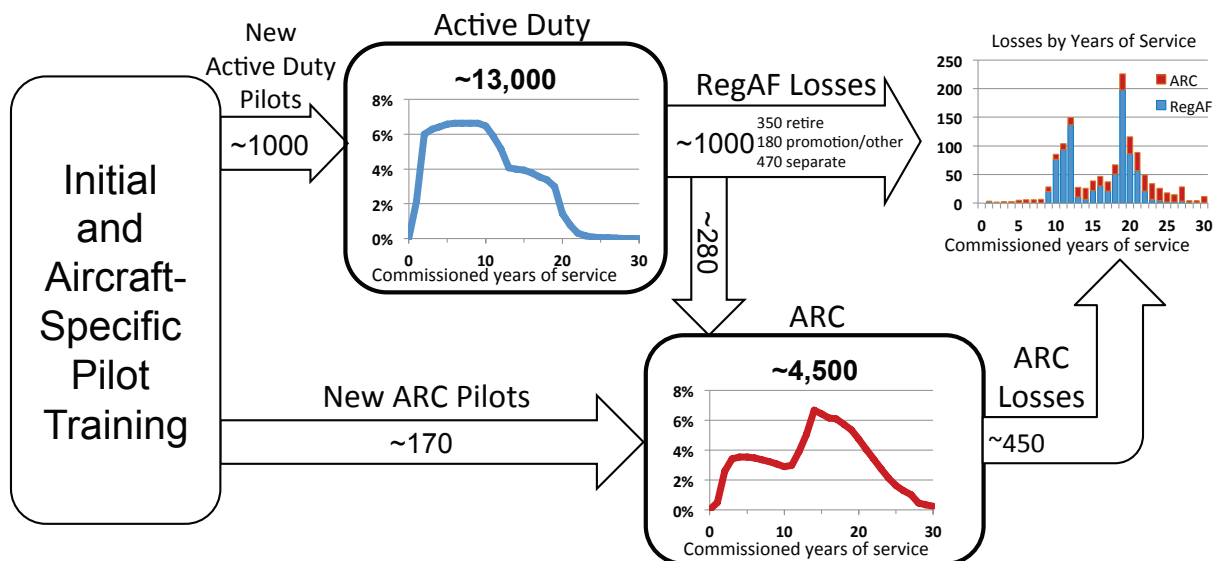 Initial
and
Aircraft-
Specific
Pilot
Training
New
Active Duty
Pilots
~1000
Active Duty
~13,000
8%
6%
4%
2%
0%
0 10 20 30
Commissioned years of service
RegAF Losses
~1000
350 retire
180 promotion/other
470 separate
~280
Losses by Years of Service
250
200
150
100
50
0
ARC
RegAF
0 5 10 15 20 25 30
Commissioned years of service
New ARC Pilots
~170
ARC
~4,500
8%
6%
4%
2%
0%
0 10 20 30
Commissioned years of service
ARC
Losses
~450